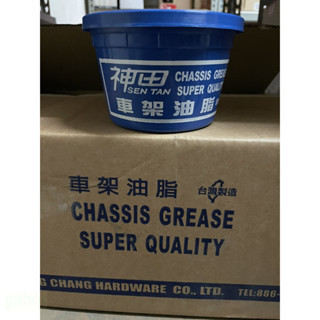 神田 CHASSIS GREASE
SEN TAN SUPER QUALITY
車架油脂
車架油脂 台灣製造
CHASSIS GREASE
SUPER QUALITY
CHANG HARDWARE CO., LTD. TEL:886-